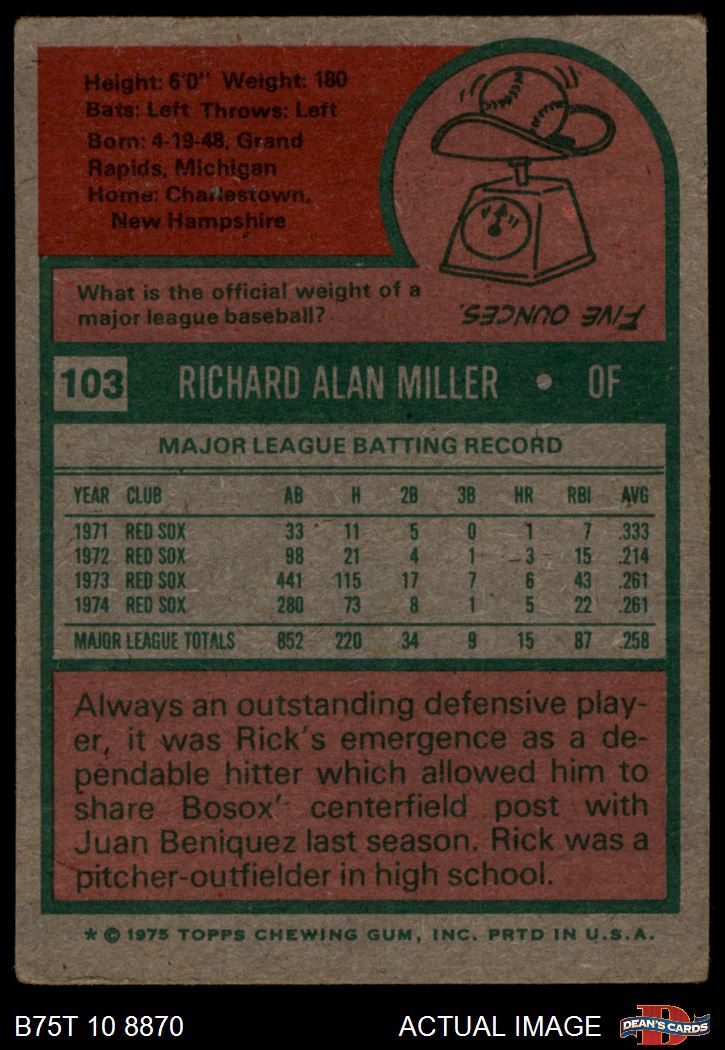 Height: 6'0" Weight: 180
Bats: Left Throws: Left
Born: 4-19-48, Grand
Rapids, Michigan
Home: Charlestown,
New Hampshire
What is the official weight of a
major league baseball?
FIVE OUNCES.
103 RICHARD ALAN MILLER • OF
MAJOR LEAGUE BATTING RECORD
YEAR CLUB AB H 2B 3B HR RBI AVG
1971 RED SOX 33 11 5 0 1 7 .333
1972 RED SOX 98 21 4 1 3 15 .214
1973 RED SOX 441 115 17 7 6 43 .261
1974 RED SOX 280 73 8 1 5 22 .261
MAJOR LEAGUE TOTALS 852 220 34 9 15 87 .258
Always an outstanding defensive play-
er, it was Rick's emergence as a de-
pendable hitter which allowed him to
share Bosox' centerfield post with
Juan Beniquez last season. Rick was a
pitcher-outfielder in high school.
* © 1975 TOPPS CHEWING GUM, INC. PRTD IN U.S.A.
B75T 10 8870 ACTUAL IMAGE D DEAN'S CARDS